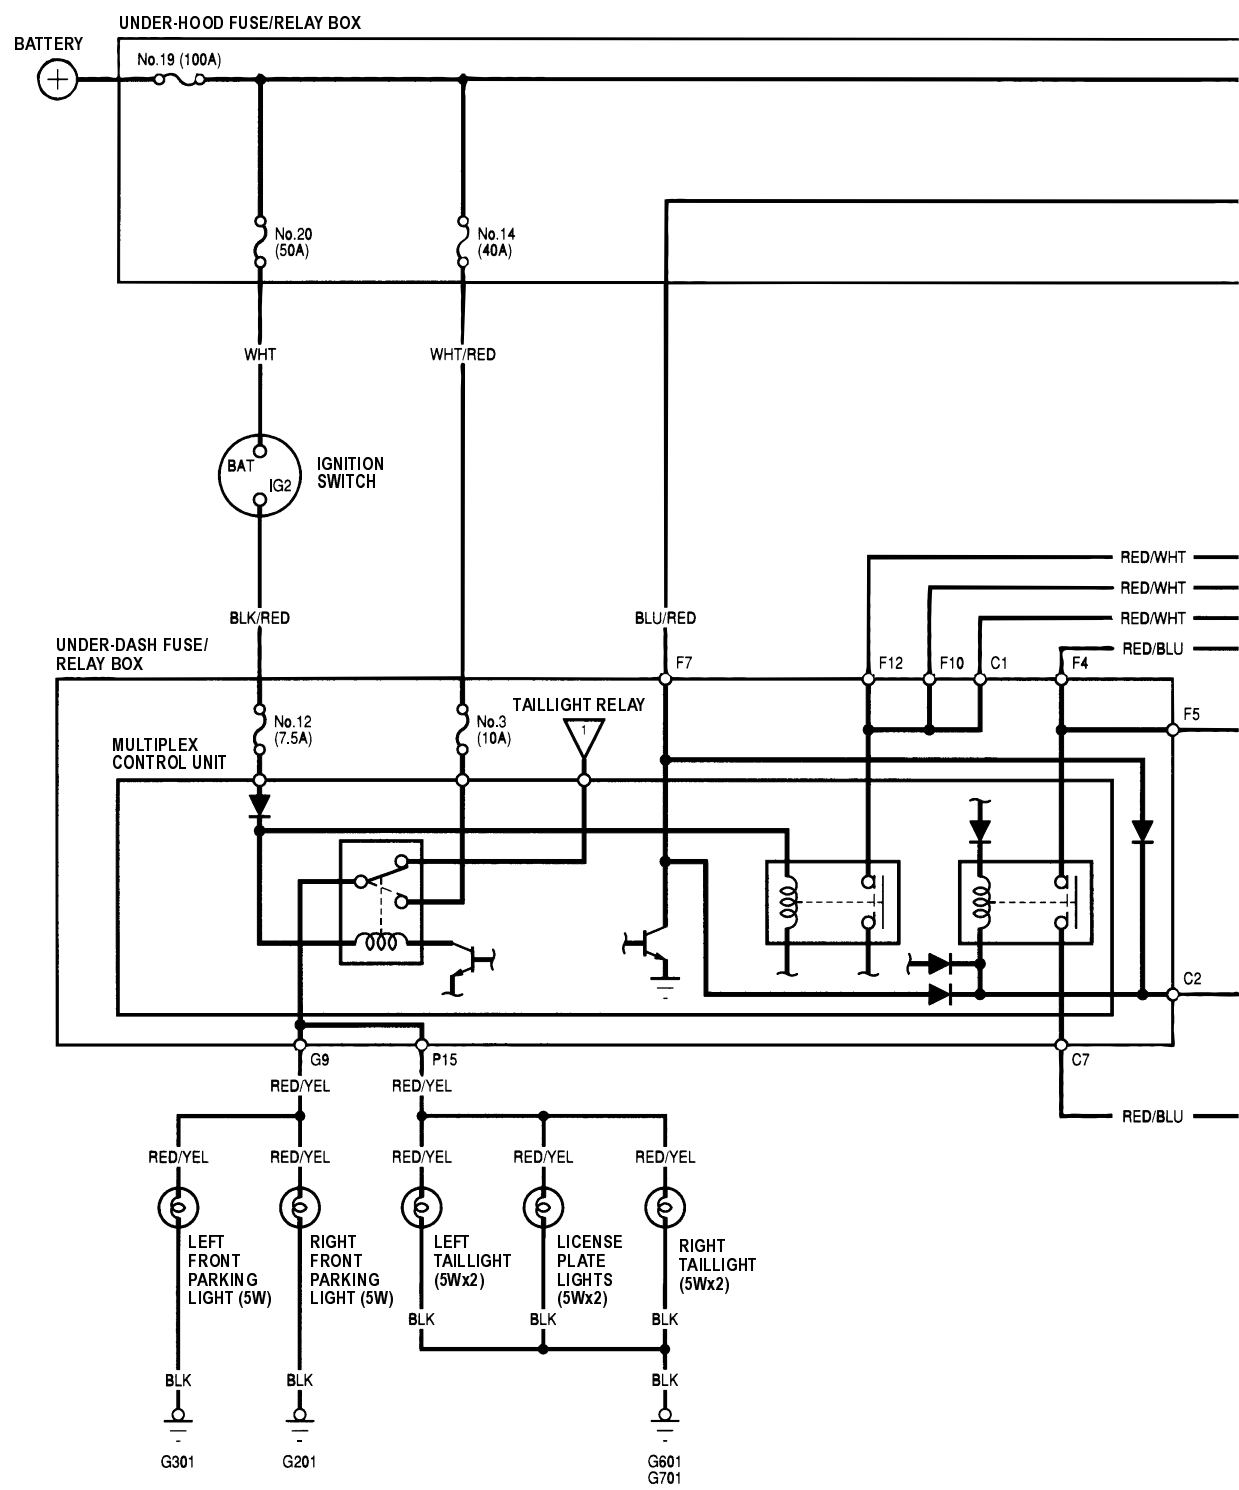 UNDER-HOOD FUSE/RELAY BOX
BATTERY
No.19 (100A)
No.20
(50A)
No.14
(40A)
WHT
WHT/RED
BAT
IG2
IGNITION
SWITCH
RED/WHT
RED/WHT
RED/WHT
RED/BLU
BLK/RED
BLU/RED
UNDER-DASH FUSE/
RELAY BOX
F7
F12
F10
C1
F4
F5
TAILLIGHT RELAY
1
No.12
(7.5A)
No.3
(10A)
MULTIPLEX
CONTROL UNIT
C2
G9
P15
C7
RED/YEL
RED/YEL
RED/BLU
RED/YEL
RED/YEL
RED/YEL
RED/YEL
RED/YEL
LEFT
FRONT
PARKING
LIGHT (5W)
RIGHT
FRONT
PARKING
LIGHT (5W)
LEFT
TAILLIGHT
(5Wx2)
LICENSE
PLATE
LIGHTS
(5Wx2)
RIGHT
TAILLIGHT
(5Wx2)
BLK
BLK
BLK
BLK
BLK
BLK
G301
G201
G601
G701